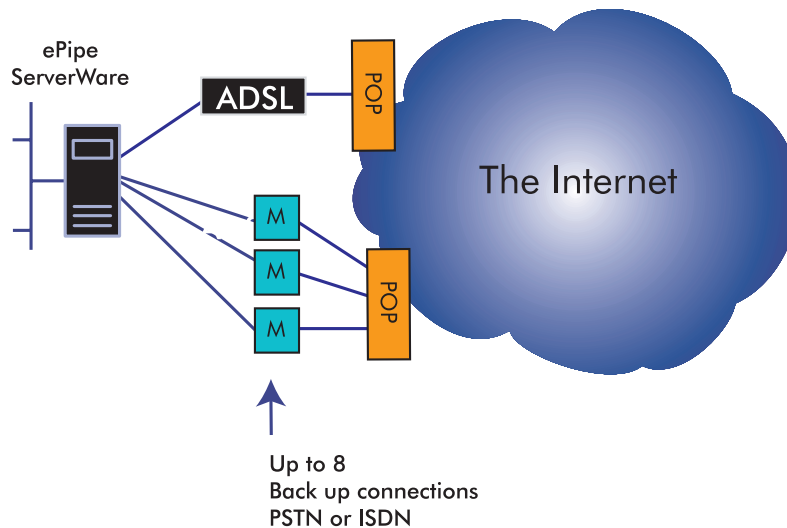 ePipe
ServerWare
ADSL
POP
The Internet
M
M
M
POP
Up to 8
Back up connections
PSTN or ISDN